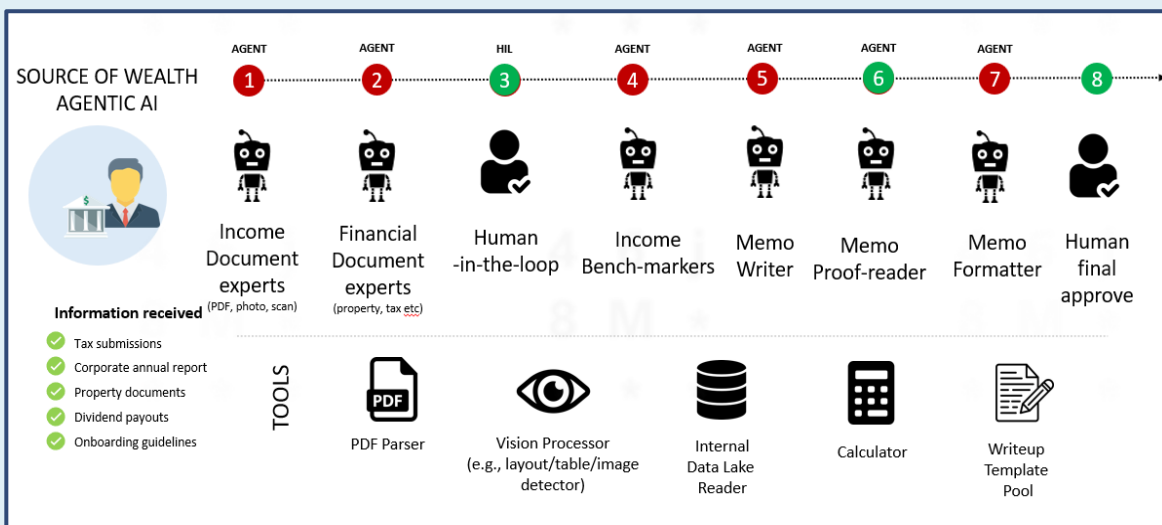 SOURCE OF WEALTH
AGENTIC AI
Information received
Tax submissions
Corporate annual report
Property documents
Dividend payouts
Onboarding guidelines
AGENT
AGENT
HIL
AGENT
AGENT
AGENT
AGENT
1
2
3
4
5
6
7
8
Income
Document
experts
(PDF, photo, scan)
Financial
Document
experts
(property, tax etc)
Human
-in-the-loop
Income
Bench-markers
Memo
Writer
Memo
Proof-reader
Memo
Formatter
Human
final
approve
TOOLS
PDF
PDF Parser
Vision Processor
(e.g., layout/table/image
detector)
Internal
Data Lake
Reader
Calculator
Writeup
Template
Pool